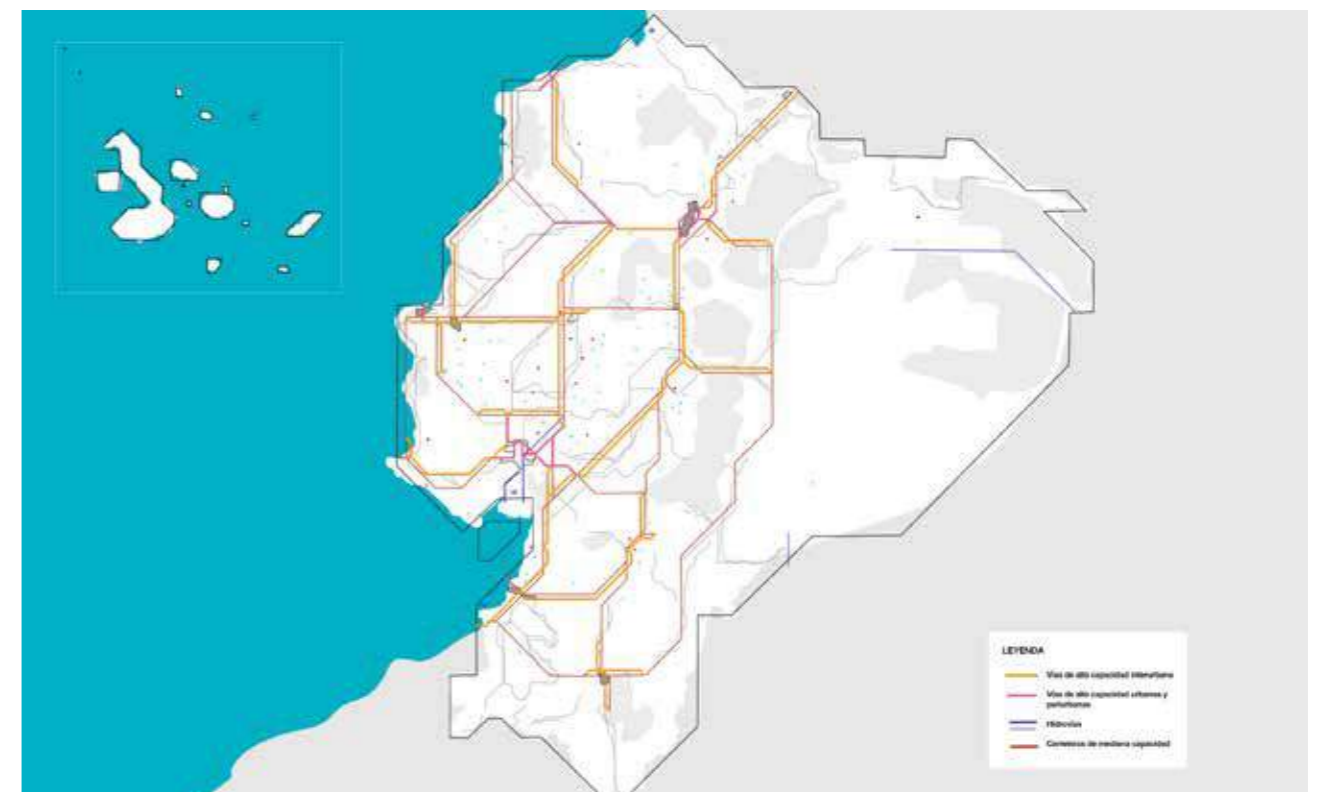 LEYENDA
Vías de alta capacidad interurbana
Vías de alta capacidad urbanas y
periurbanas
Hidrovías
Carreteras de mediana capacidad